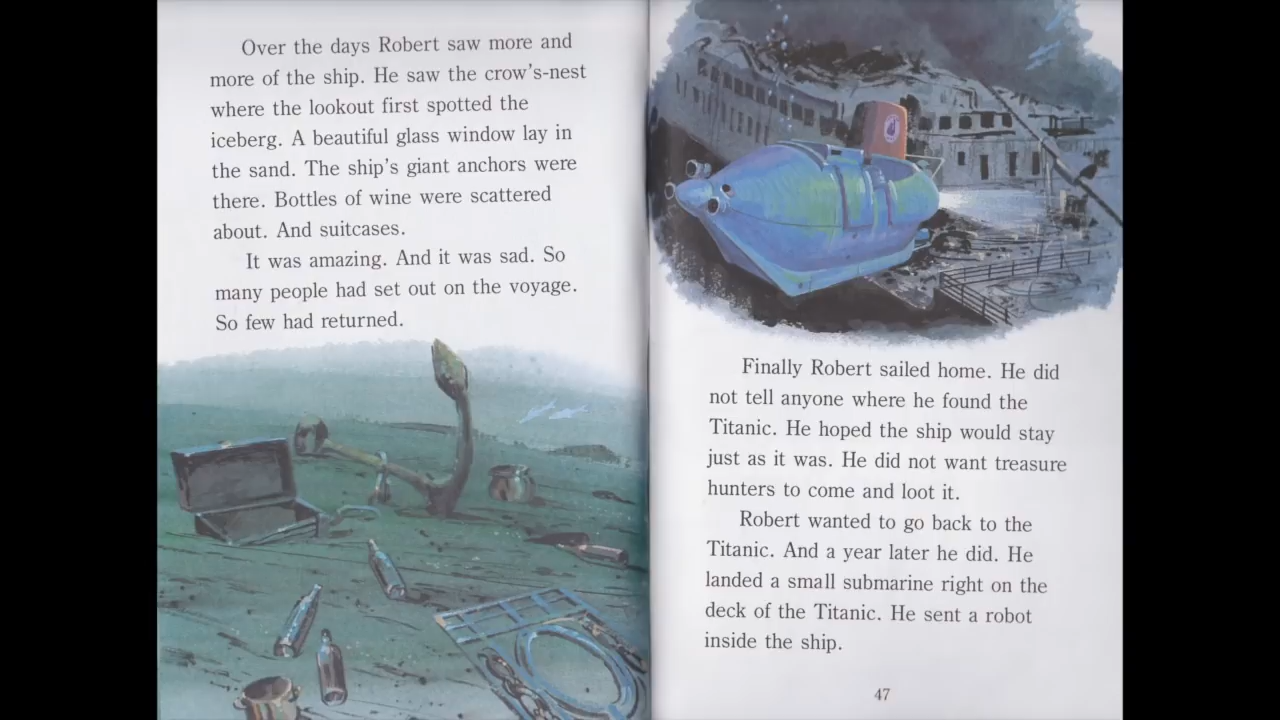 Over the days Robert saw more and
more of the ship. He saw the crow's-nest
where the lookout first spotted the
iceberg. A beautiful glass window lay in
the sand. The ship's giant anchors were
there. Bottles of wine were scattered
about. And suitcases.
It was amazing. And it was sad. So
many people had set out on the voyage.
So few had returned.
Finally Robert sailed home. He did
not tell anyone where he found the
Titanic. He hoped the ship would stay
just as it was. He did not want treasure
hunters to come and loot it.
Robert wanted to go back to the
Titanic. And a year later he did. He
landed a small submarine right on the
deck of the Titanic. He sent a robot
inside the ship.
47